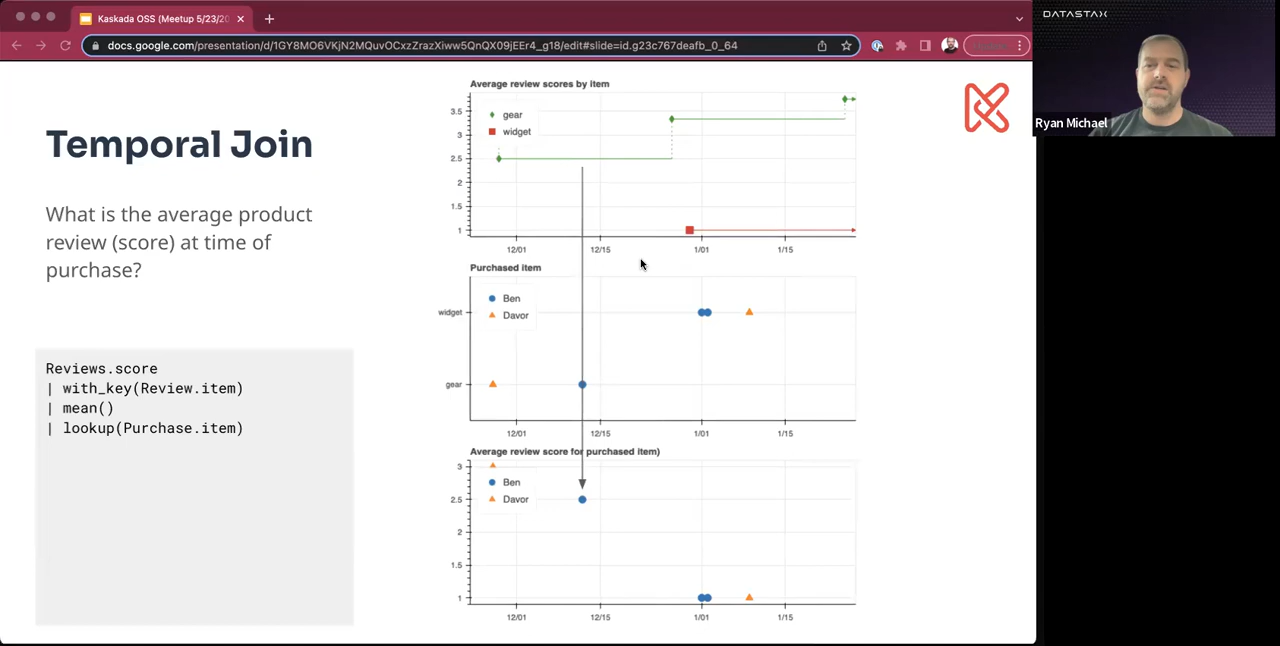 Kaskada OSS (Meetup 5/23/20
docs.google.com/presentation/d/1GY8MO6VKjN2MQuvOCxzZrazXiww5QnQX09jEEr4_g18/edit#slide=id.g23c767deafb_0_64
DATASTAX
Ryan Michael
Temporal Join
What is the average product
review (score) at time of
purchase?
Reviews.score
| with_key(Review.item)
| mean()
| lookup(Purchase.item)
Average review scores by item
gear
widget
3.5
3
2.5
2
1.5
1
12/01 12/15 1/01 1/15
Purchased item
Ben
Davor
widget
gear
12/01 12/15 1/01 1/15
Average review score for purchased item)
Ben
Davor
3
2.5
2
1.5
1
12/01 12/15 1/01 1/15